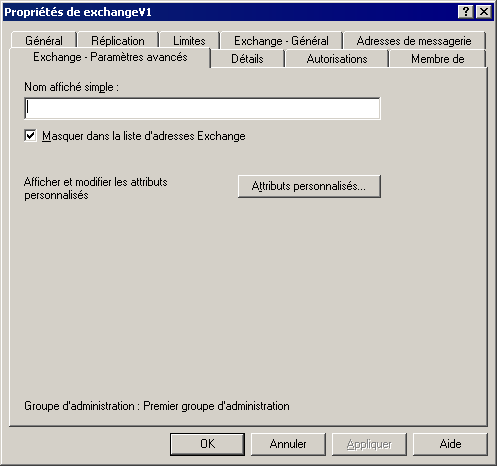 Propriétés de exchangeV1
Général Réplication Limites Exchange - Général Adresses de messagerie
Exchange - Paramètres avancés Détails Autorisations Membre de
Nom affiché simple :
Masquer dans la liste d'adresses Exchange
Afficher et modifier les attributs
personnalisés
Attributs personnalisés...
Groupe d'administration : Premier groupe d'administration
OK Annuler Appliquer Aide